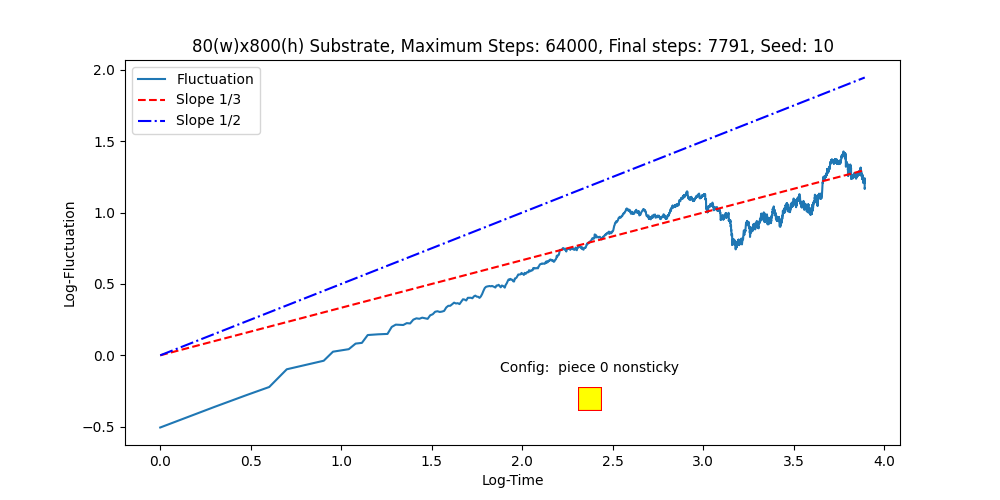 80(w)x800(h) Substrate, Maximum Steps: 64000, Final steps: 7791, Seed: 10
2.0
1.5
1.0
0.5
0.0
−0.5
Log-Fluctuation
Fluctuation
Slope 1/3
Slope 1/2
Config:  piece 0 nonsticky
0.0 0.5 1.0 1.5 2.0 2.5 3.0 3.5 4.0
Log-Time